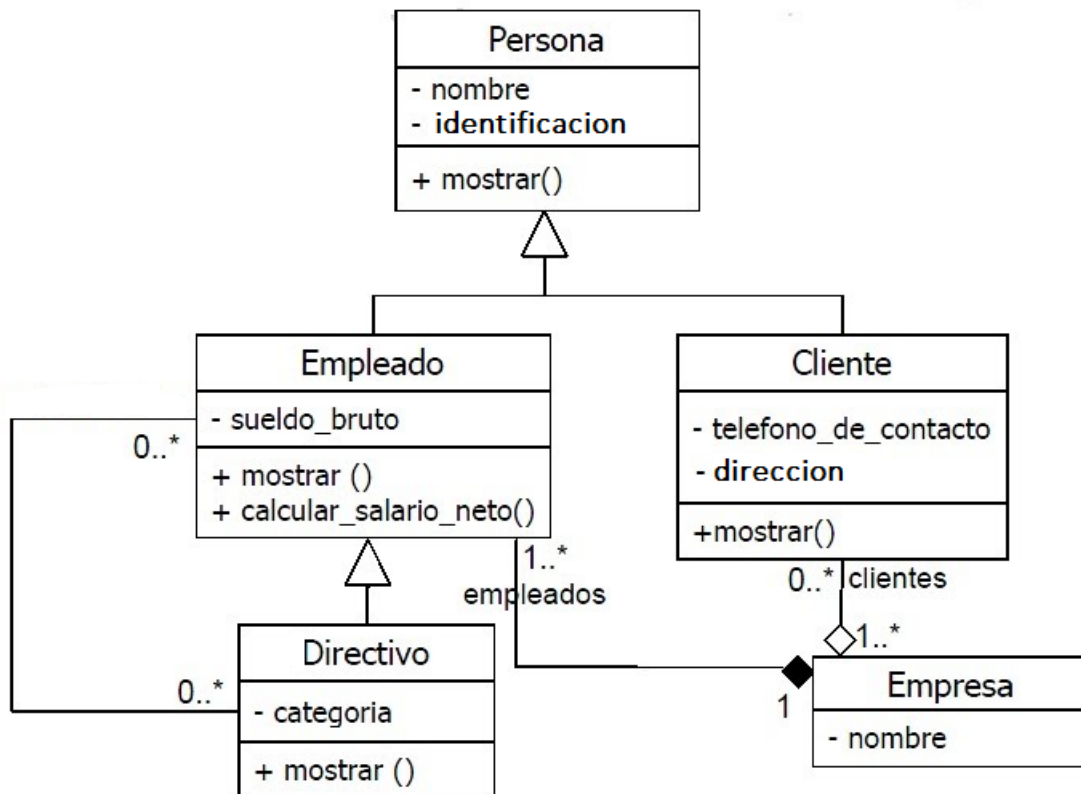 Persona
- nombre
- identificacion
+ mostrar()
Empleado
- sueldo_bruto
+ mostrar ()
+ calcular_salario_neto()
Cliente
- telefono_de_contacto
- direccion
+mostrar()
0..*
1..*
empleados
0..* clientes
Directivo
- categoria
+ mostrar ()
0..*
1..*
1
Empresa
- nombre